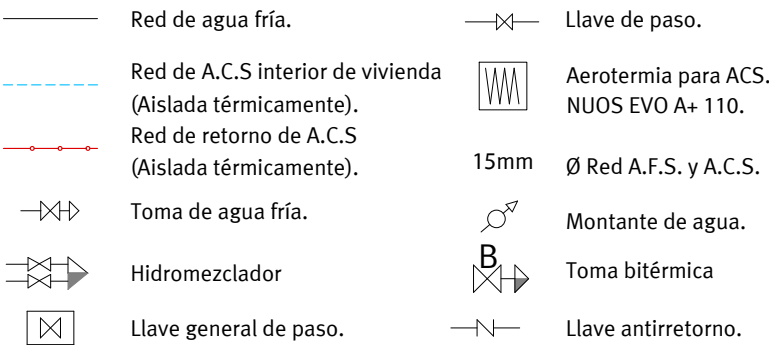 Red de agua fría.
Red de A.C.S interior de vivienda
(Aislada térmicamente).
Red de retorno de A.C.S
(Aislada térmicamente).
Toma de agua fría.
Hidromezclador
Llave general de paso.
Llave de paso.
Aerotermia para ACS.
NUOS EVO A+ 110.
15mm Ø Red A.F.S. y A.C.S.
Montante de agua.
B
Toma bitérmica
Llave antirretorno.